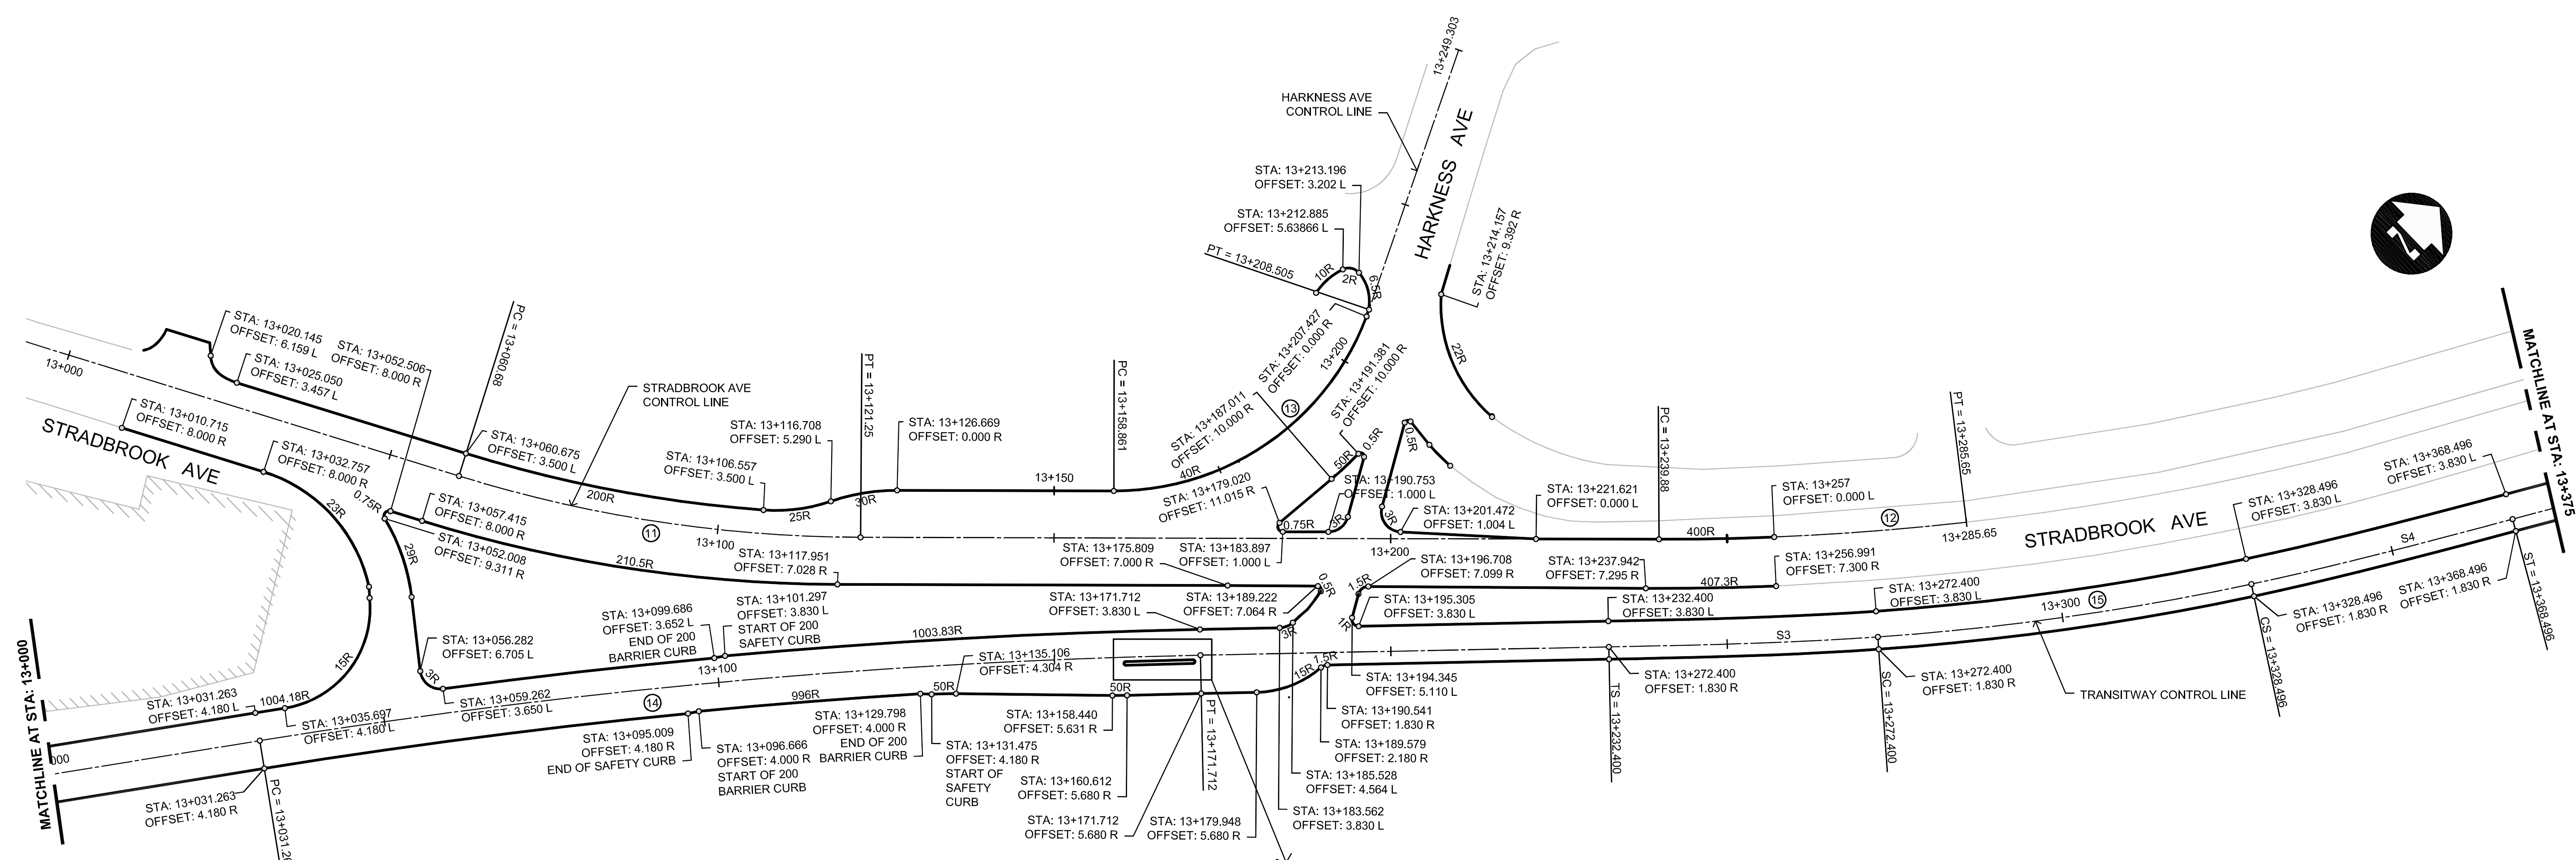 13+249.303
HARKNESS AVE
CONTROL LINE
HARKNESS AVE
STA: 13+213.196
OFFSET: 3.202 L
STA: 13+212.885
OFFSET: 5.63866 L
PT = 13+208.505
10R
2R
6.5R
STA: 13+214.157
OFFSET: 9.392 R
22R
STA: 13+207.427
OFFSET: 0.000 R
13+200
STA: 13+191.381
OFFSET: 10.000 R
STA: 13+187.011
OFFSET: 10.000 R
13
40R
50R
0.5R
0.5R
STA: 13+179.020
OFFSET: 11.015 R
STA: 13+190.753
OFFSET: 1.000 L
0.75R
3R
3R
STA: 13+201.472
OFFSET: 1.004 L
13+000
STRADBROOK AVE
STA: 13+020.145
OFFSET: 6.159 L
STA: 13+025.050
OFFSET: 3.457 L
STA: 13+052.506
OFFSET: 8.000 R
PC = 13+060.68
STA: 13+010.715
OFFSET: 8.000 R
STA: 13+032.757
OFFSET: 8.000 R
STA: 13+060.675
OFFSET: 3.500 L
STRADBROOK AVE
CONTROL LINE
200R
11
13+100
STA: 13+116.708
OFFSET: 5.290 L
STA: 13+106.557
OFFSET: 3.500 L
25R
30R
PT = 13+121.25
STA: 13+126.669
OFFSET: 0.000 R
13+150
PC = 13+158.861
23R
0.75R
STA: 13+057.415
OFFSET: 8.000 R
STA: 13+052.008
OFFSET: 9.311 R
29R
210.5R
STA: 13+117.951
OFFSET: 7.028 R
STA: 13+175.809
OFFSET: 7.000 R
STA: 13+183.897
OFFSET: 1.000 L
13+200
STA: 13+221.621
OFFSET: 0.000 L
PC = 13+239.88
400R
STA: 13+257
OFFSET: 0.000 L
12
PT = 13+285.65
13+285.65
STRADBROOK AVE
STA: 13+328.496
OFFSET: 3.830 L
STA: 13+368.496
OFFSET: 3.830 L
MATCHLINE AT STA: 13+375
STA: 13+196.708
OFFSET: 7.099 R
STA: 13+237.942
OFFSET: 7.295 R
407.3R
STA: 13+256.991
OFFSET: 7.300 R
STA: 13+272.400
OFFSET: 3.830 L
13+300
15
S4
STA: 13+328.496
OFFSET: 1.830 R
STA: 13+368.496
OFFSET: 1.830 R
ST = 13+368.496
CS = 13+328.496
STA: 13+056.282
OFFSET: 6.705 L
3R
STA: 13+059.262
OFFSET: 3.650 L
STA: 13+099.686
OFFSET: 3.652 L
END OF 200
BARRIER CURB
STA: 13+101.297
OFFSET: 3.830 L
START OF 200
SAFETY CURB
13+100
1003.83R
STA: 13+171.712
OFFSET: 3.830 L
STA: 13+189.222
OFFSET: 7.064 R
0.5R
1.5R
3R
1R
STA: 13+195.305
OFFSET: 3.830 L
STA: 13+232.400
OFFSET: 3.830 L
S3
STA: 13+272.400
OFFSET: 1.830 R
TS = 13+232.400
SC = 13+272.400
STA: 13+272.400
OFFSET: 1.830 R
TRANSITWAY CONTROL LINE
MATCHLINE AT STA: 13+000
000
STA: 13+031.263
OFFSET: 4.180 L
1004.18R
15R
STA: 13+035.697
OFFSET: 4.180 L
STA: 13+031.263
OFFSET: 4.180 R
14
996R
STA: 13+095.009
OFFSET: 4.180 R
END OF SAFETY CURB
STA: 13+096.666
OFFSET: 4.000 R
START OF 200
BARRIER CURB
STA: 13+129.798
OFFSET: 4.000 R
END OF 200
BARRIER CURB
50R
STA: 13+135.106
OFFSET: 4.304 R
STA: 13+131.475
OFFSET: 4.180 R
START OF
SAFETY
CURB
50R
STA: 13+158.440
OFFSET: 5.631 R
STA: 13+160.612
OFFSET: 5.680 R
STA: 13+171.712
OFFSET: 5.680 R
PT = 13+171.712
STA: 13+179.948
OFFSET: 5.680 R
15R
1.5R
STA: 13+194.345
OFFSET: 5.110 L
STA: 13+190.541
OFFSET: 1.830 R
STA: 13+189.579
OFFSET: 2.180 R
STA: 13+185.528
OFFSET: 4.564 L
STA: 13+183.562
OFFSET: 3.830 L